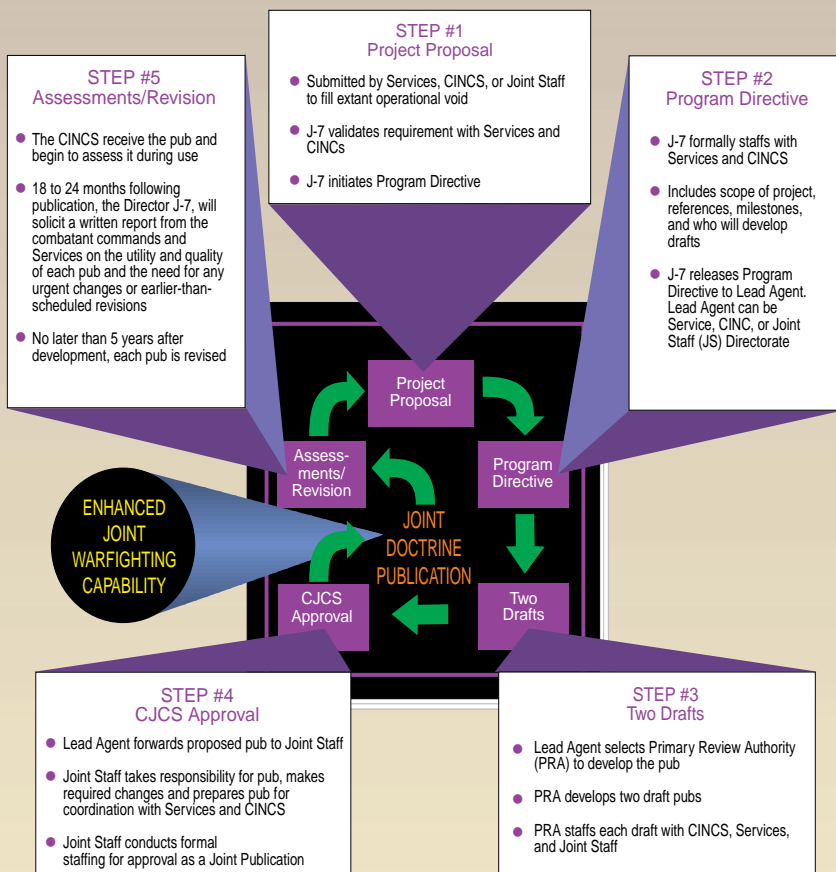 STEP #1
Project Proposal
Submitted by Services, CINCS, or Joint Staff
to fill extant operational void
J-7 validates requirement with Services and
CINCs
J-7 initiates Program Directive
STEP #5
Assessments/Revision
The CINCS receive the pub and
begin to assess it during use
18 to 24 months following
publication, the Director J-7, will
solicit a written report from the
combatant commands and
Services on the utility and quality
of each pub and the need for any
urgent changes or earlier-than-
scheduled revisions
No later than 5 years after
development, each pub is revised
STEP #2
Program Directive
J-7 formally staffs with
Services and CINCS
Includes scope of project,
references, milestones,
and who will develop
drafts
J-7 releases Program
Directive to Lead Agent.
Lead Agent can be
Service, CINC, or Joint
Staff (JS) Directorate
Project
Proposal
Assess-
ments/
Revision
Program
Directive
ENHANCED
JOINT
WARFIGHTING
CAPABILITY
JOINT
DOCTRINE
PUBLICATION
CJCS
Approval
Two
Drafts
STEP #4
CJCS Approval
Lead Agent forwards proposed pub to Joint Staff
Joint Staff takes responsibility for pub, makes
required changes and prepares pub for
coordination with Services and CINCS
Joint Staff conducts formal
staffing for approval as a Joint Publication
STEP #3
Two Drafts
Lead Agent selects Primary Review Authority
(PRA) to develop the pub
PRA develops two draft pubs
PRA staffs each draft with CINCS, Services,
and Joint Staff